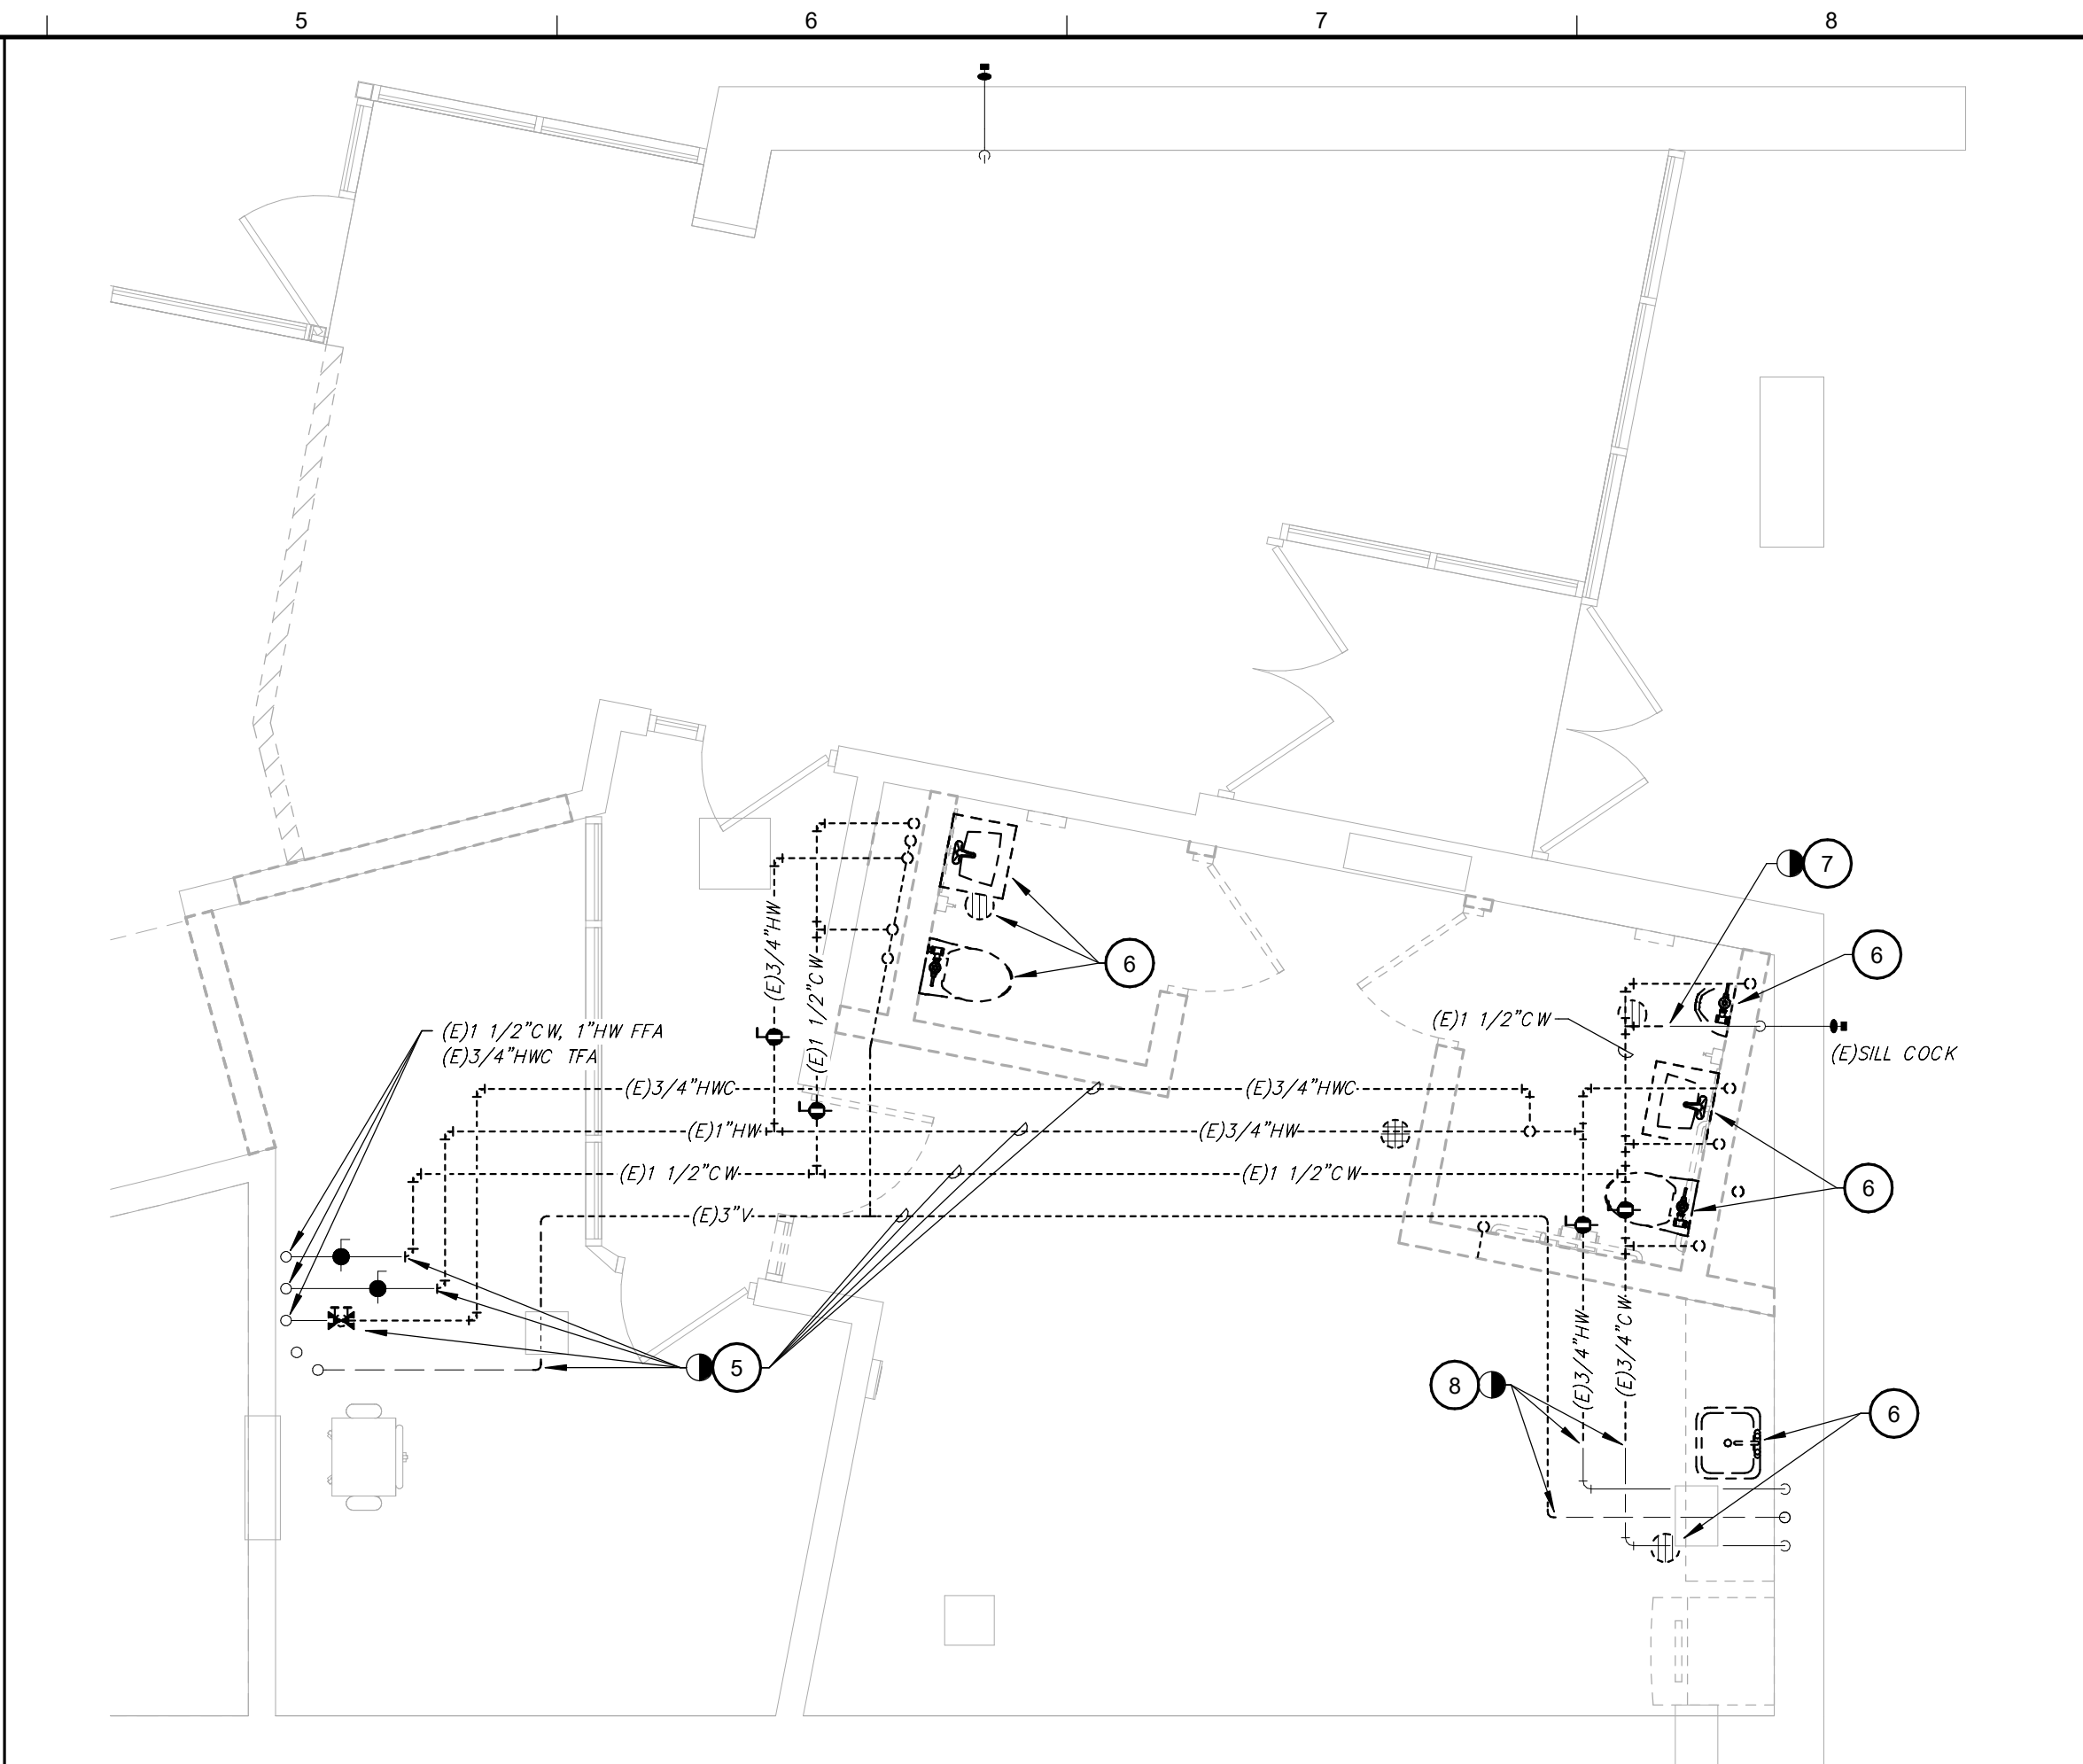 5
6
7
8
7
6
(E)3/4"HW
(E)1 1/2"CW
6
(E)1 1/2"CW
(E)1 1/2"CW, 1"HW FFA
(E)3/4"HWC TFA
(E)SILL COCK
(E)3/4"HWC
(E)3/4"HWC
(E)1"HW
(E)3/4"HW
(E)1 1/2"CW
(E)1 1/2"CW
6
(E)3"V
5
(E)3/4"HW
(E)3/4"CW
8
6